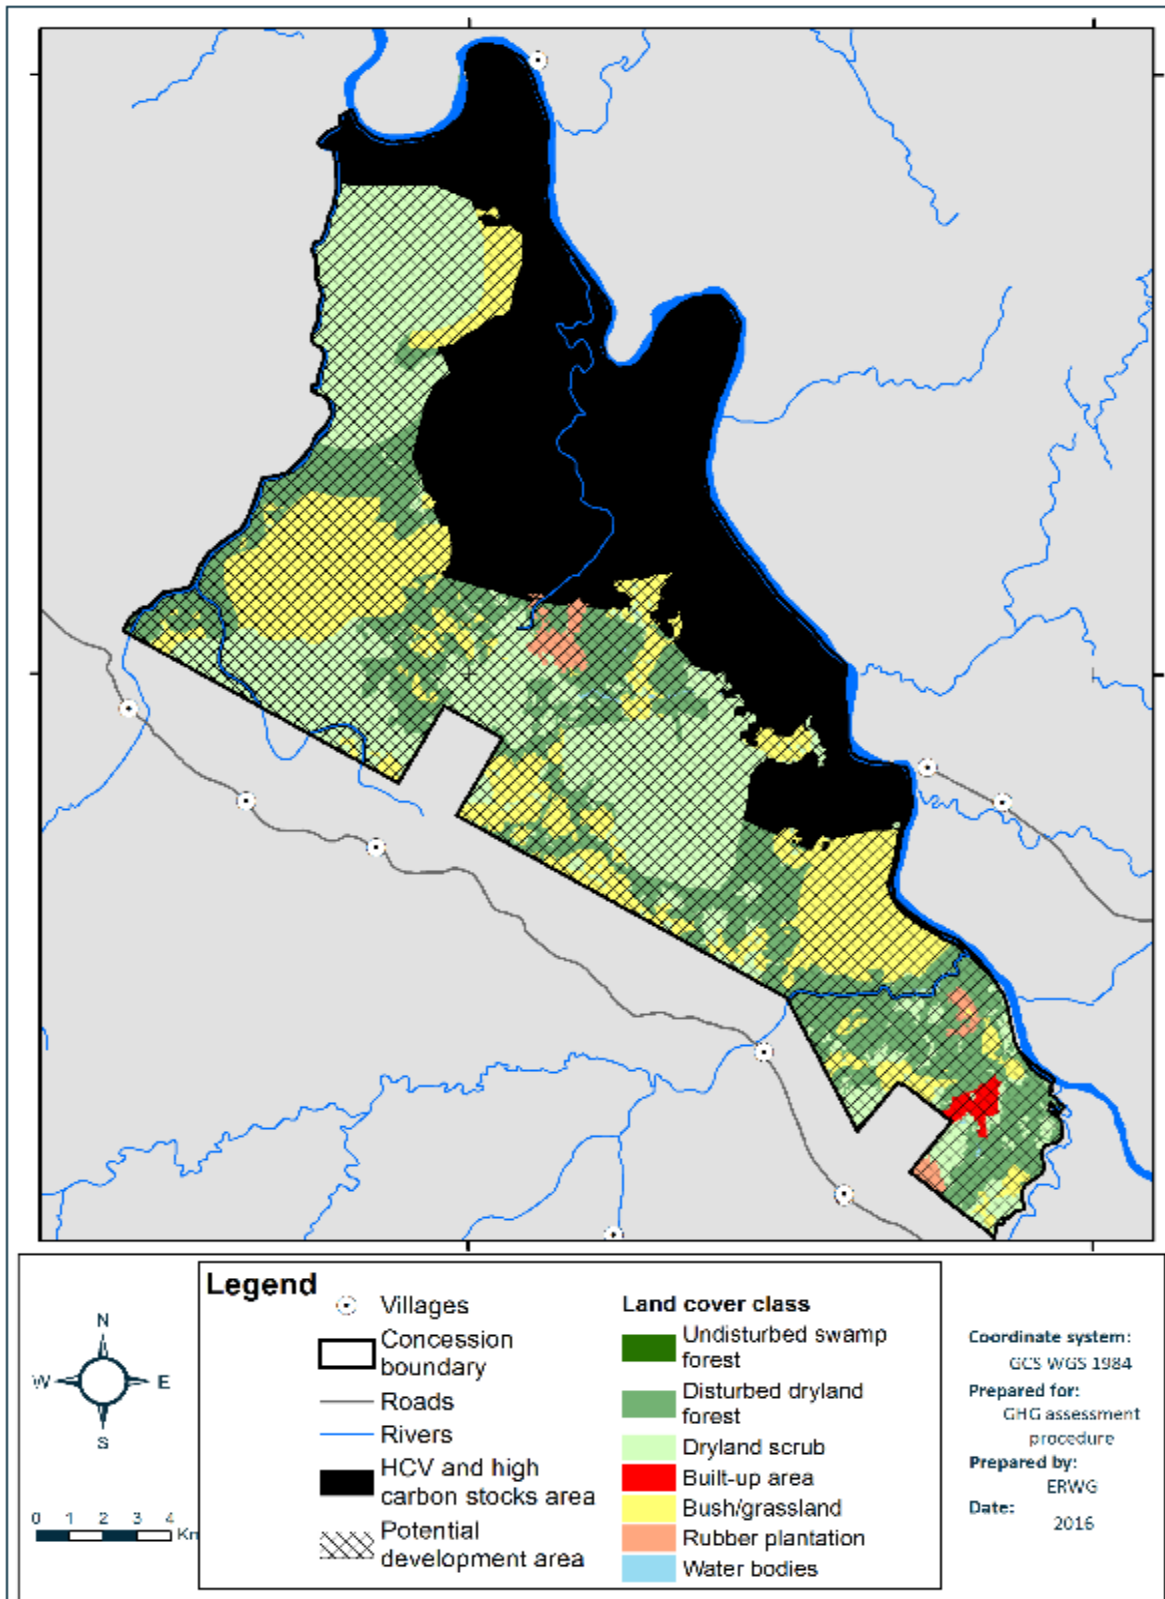 N
W
E
S
0 1 2 3 4
Km
Legend
Villages
Concession
boundary
Roads
Rivers
HCV and high
carbon stocks area
Potential
development area
Land cover class
Undisturbed swamp
forest
Disturbed dryland
forest
Dryland scrub
Built-up area
Bush/grassland
Rubber plantation
Water bodies
Coordinate system:
GCS WGS 1984
Prepared for:
GHG assessment
procedure
Prepared by:
ERWG
Date:
2016